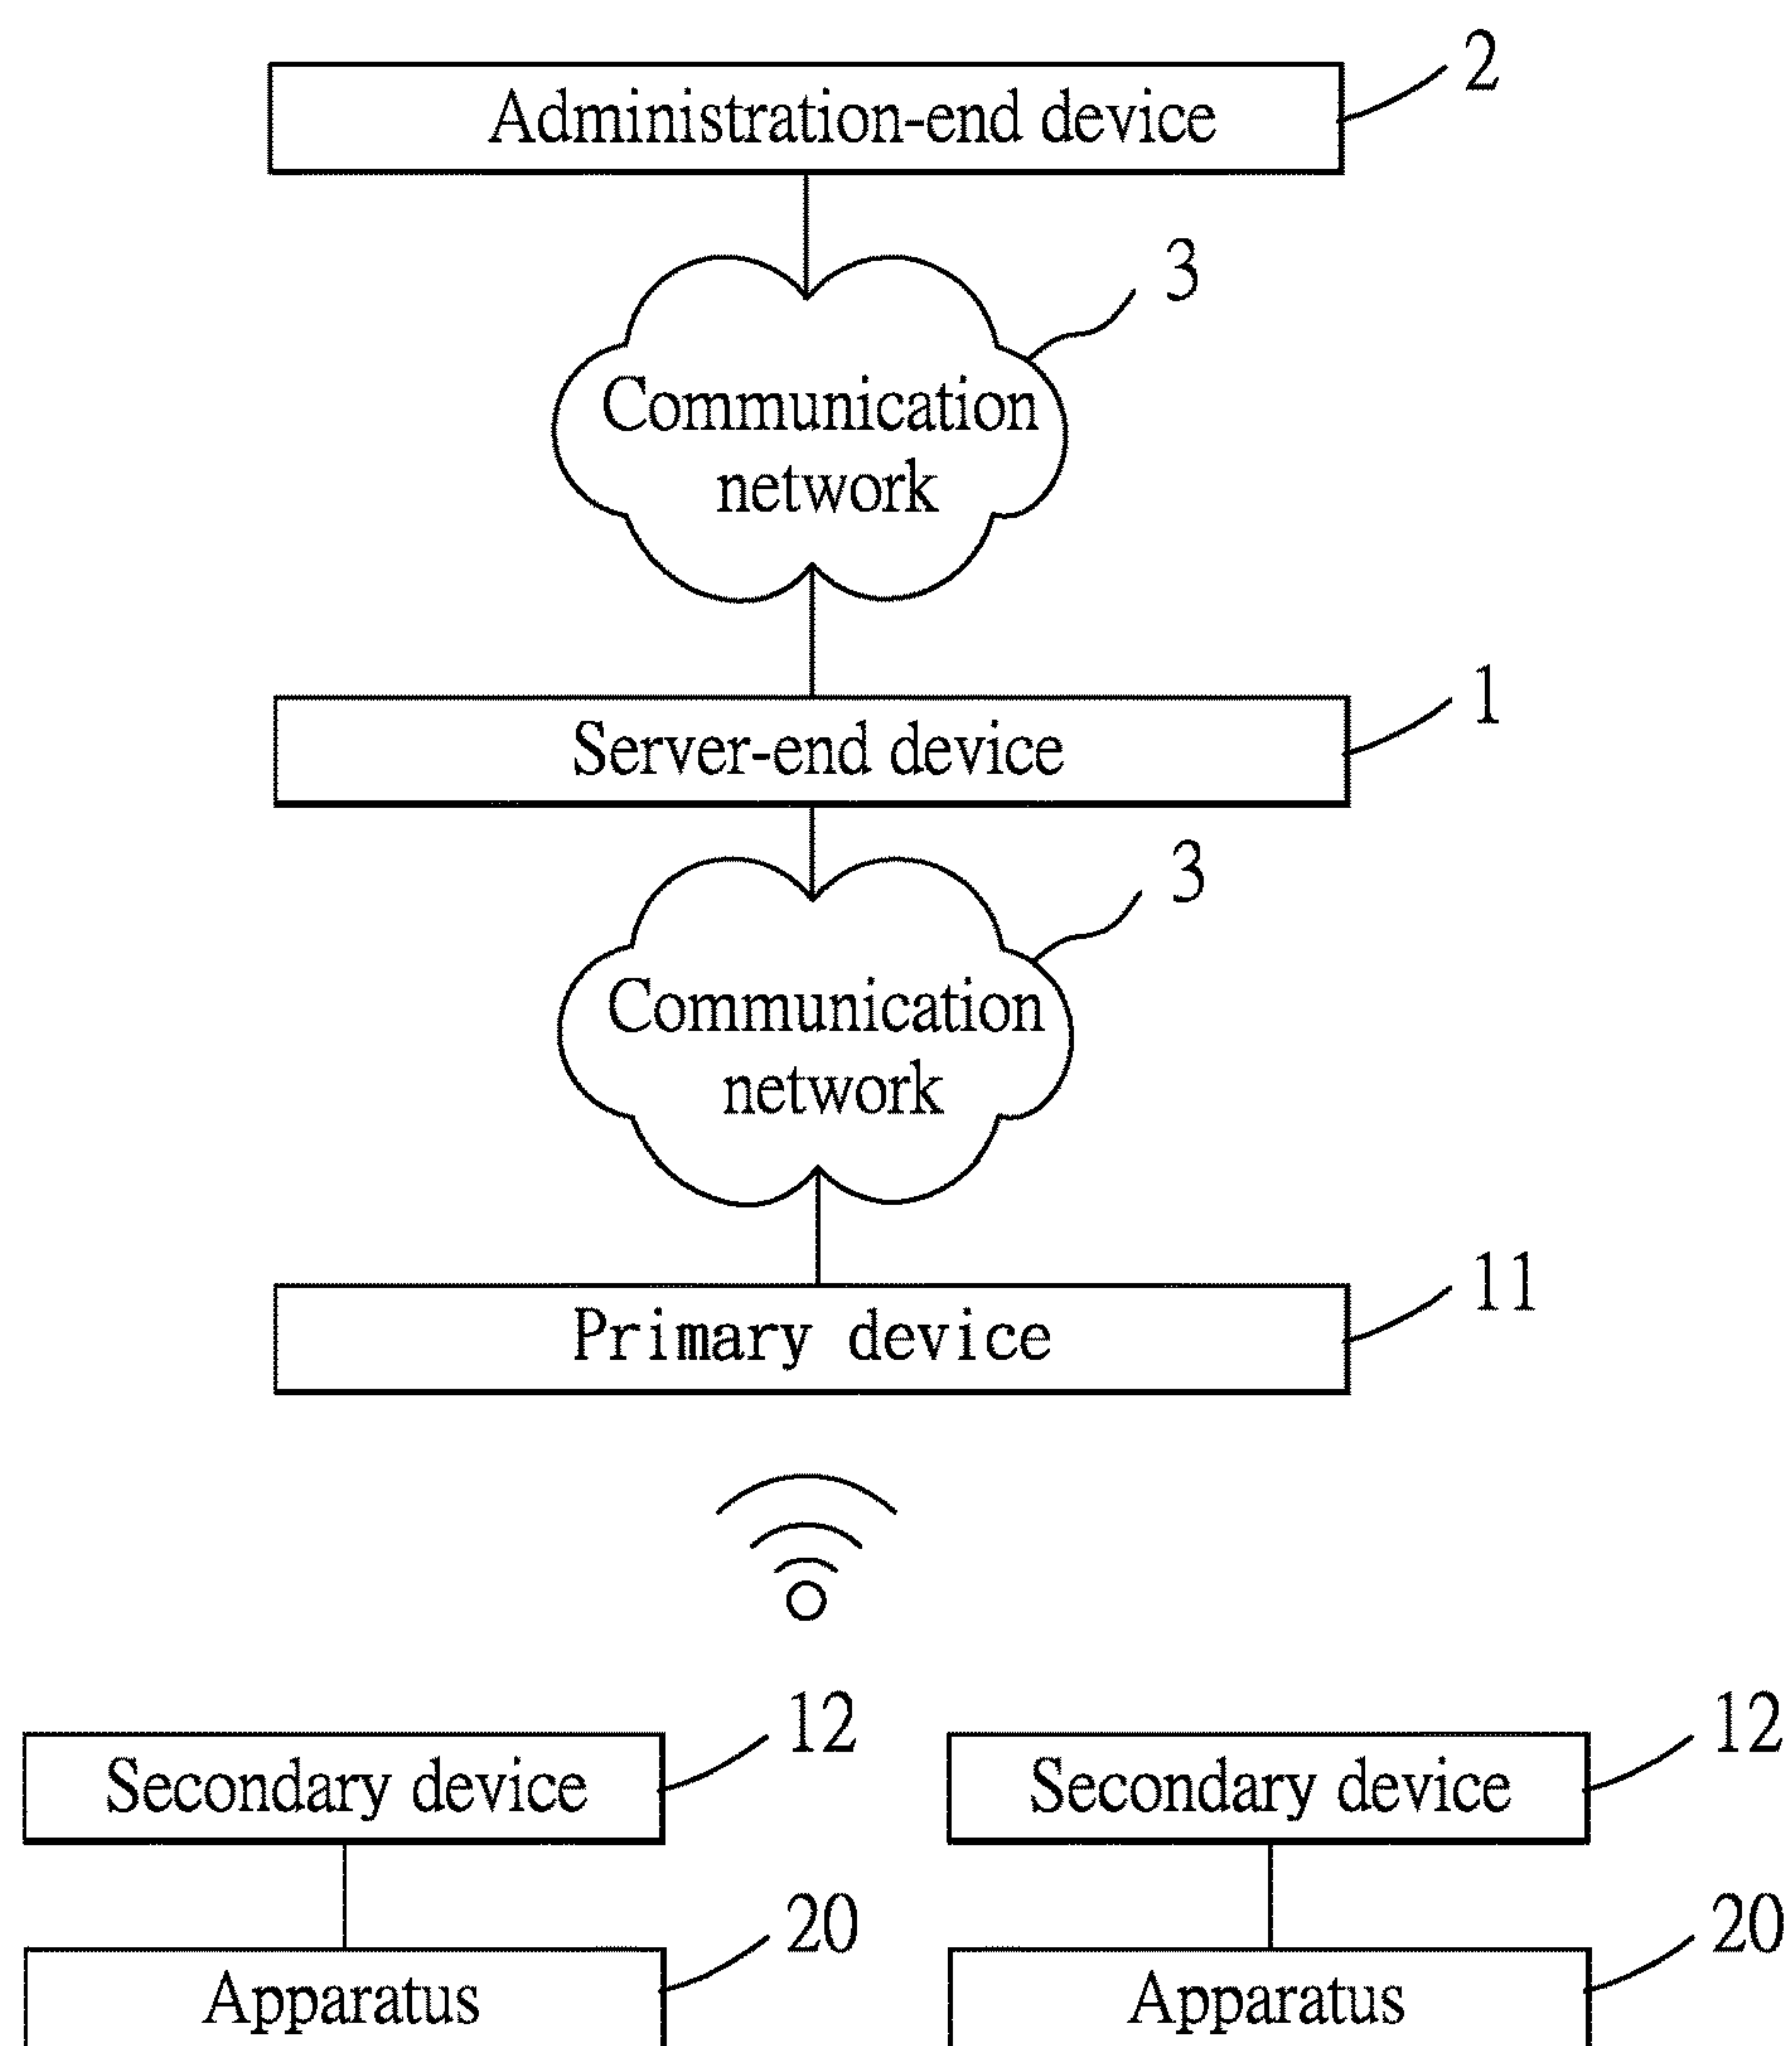 2
Administration-end device
3
Communication
network
1
Server-end device
3
Communication
network
11
Primary device
12
12
Secondary device
Secondary device
20
20
Apparatus
Apparatus